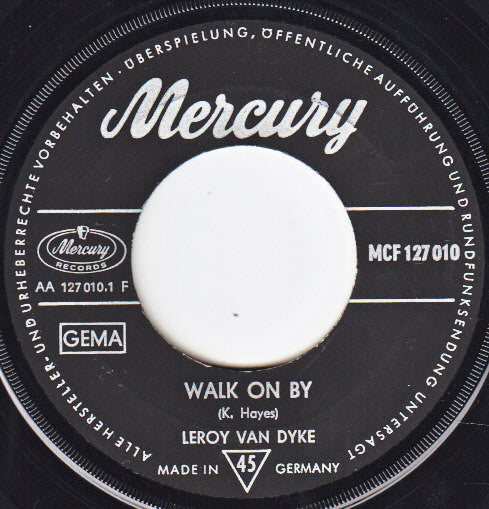 ALLE HERSTELLER- UND URHEBERRECHTE VORBEHALTEN · ÜBERSPIELUNG, ÖFFENTLICHE AUFFÜHRUNG UND RUNDFUNKSENDUNG UNTERSAGT
Mercury
Mercury
RECORDS
MCF 127 010
AA 127 010.1 F
GEMA
WALK ON BY
(K. Hayes)
LEROY VAN DYKE
MADE IN 45 GERMANY